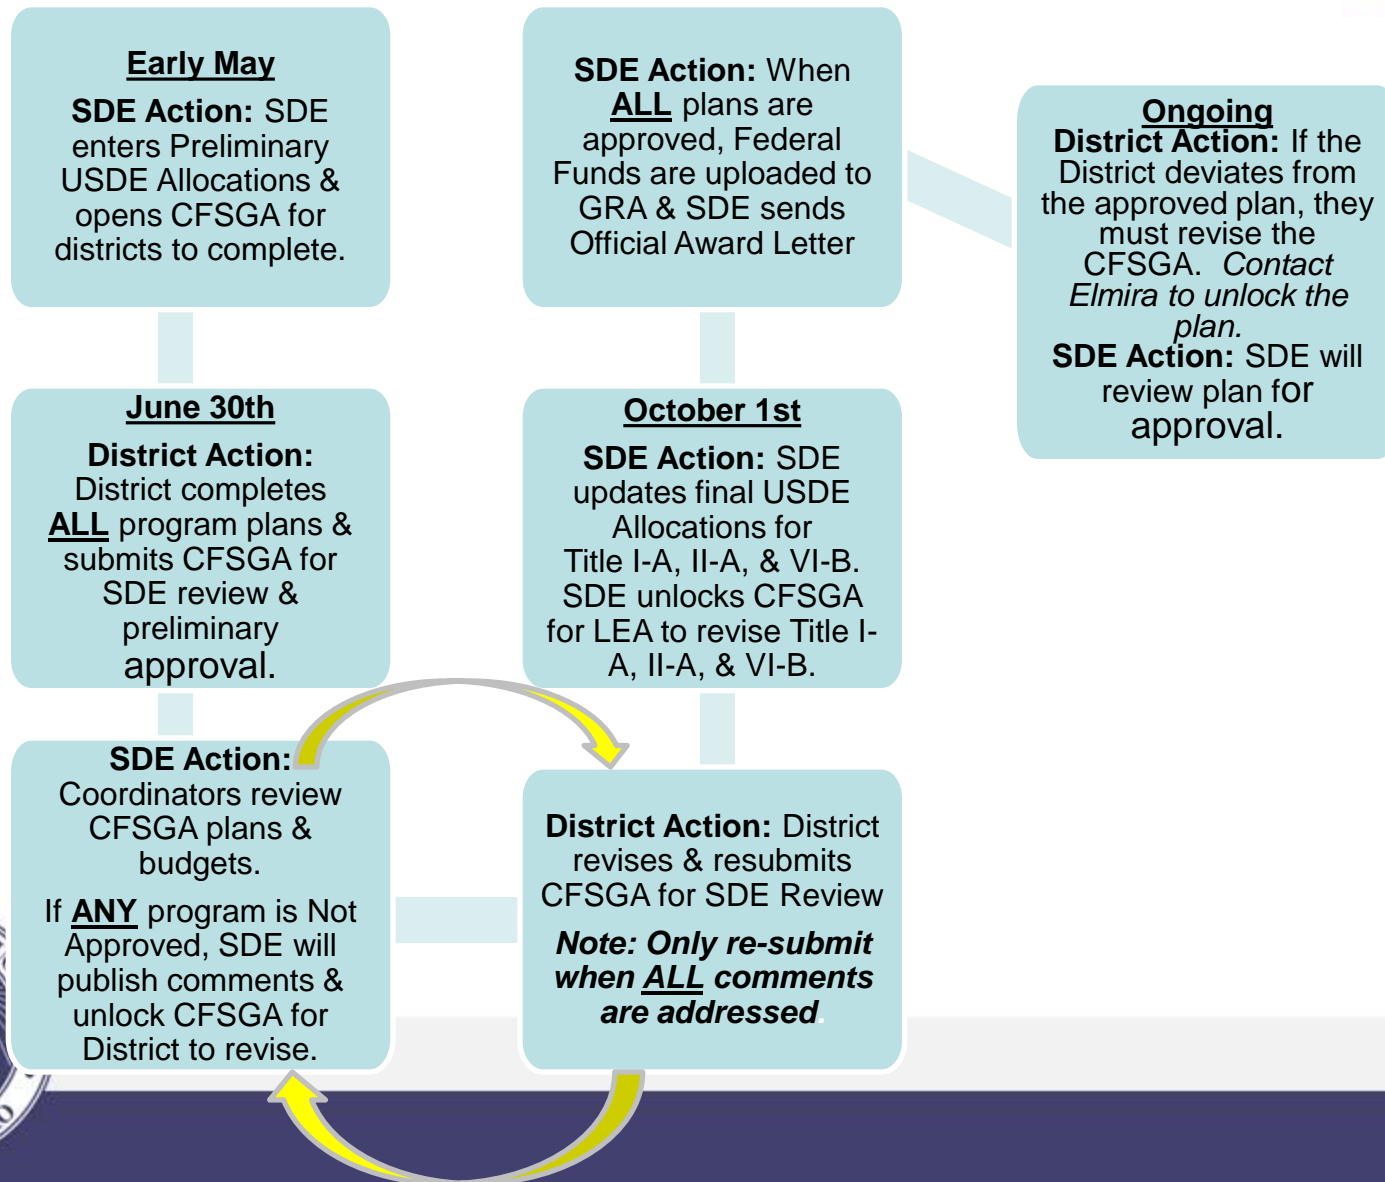 Early May
SDE Action: SDE
enters Preliminary
USDE Allocations &
opens CFSGA for
districts to complete.
June 30th
District Action:
District completes
ALL program plans &
submits CFSGA for
SDE review &
preliminary
approval.
SDE Action:
Coordinators review
CFSGA plans &
budgets.
If ANY program is Not
Approved, SDE will
publish comments &
unlock CFSGA for
District to revise.
District Action: District
revises & resubmits
CFSGA for SDE Review
Note: Only re-submit
when ALL comments
are addressed.
October 1st
SDE Action: SDE
updates final USDE
Allocations for
Title I-A, II-A, & VI-B.
SDE unlocks CFSGA
for LEA to revise Title I-
A, II-A, & VI-B.
SDE Action: When
ALL plans are
approved, Federal
Funds are uploaded to
GRA & SDE sends
Official Award Letter
Ongoing
District Action: If the
District deviates from
the approved plan, they
must revise the
CFSGA. Contact
Elmira to unlock the
plan.
SDE Action: SDE will
review plan for
approval.